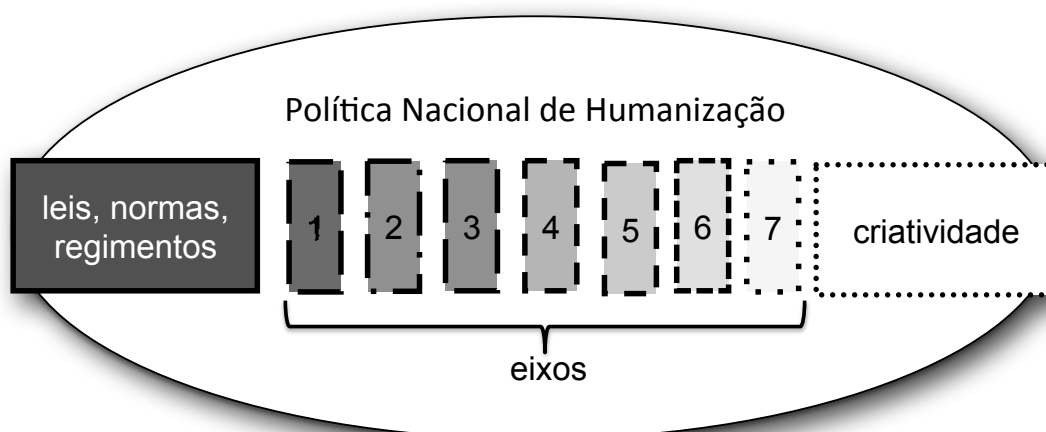 Política Nacional de Humanização
leis, normas,
regimentos
1 2 3 4 5 6 7
criatividade
eixos